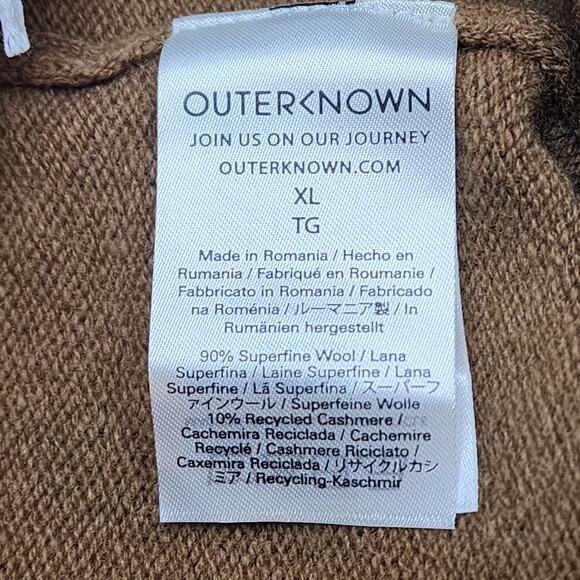 OUTERKNOWN
JOIN US ON OUR JOURNEY
OUTERKNOWN.COM
XL
TG
Made in Romania / Hecho en
Rumania / Fabriqué en Roumanie /
Fabbricato in Romania / Fabricado
na Roménia / ルーマニア製 / In
Rumänien hergestellt
90% Superfine Wool / Lana
Superfina / Laine Superfine / Lana
Superfine / Lã Superfina / スーパーフ
ァインウール / Superfeine Wolle
10% Recycled Cashmere /
Cachemira Reciclada / Cachemire
Recyclé / Cashmere Riciclato /
Caxemira Reciclada / リサイクルカシ
ミア / Recycling-Kaschmir